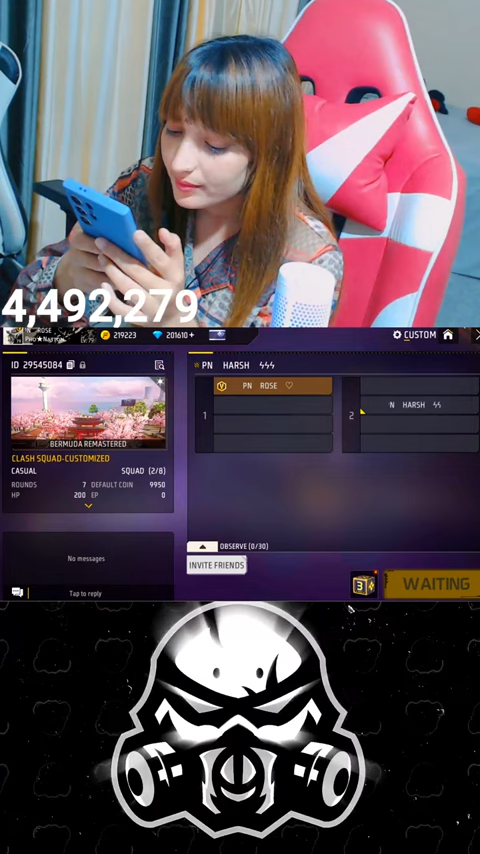 4,492,279
ROSE
219223
201610 +
CUSTOM
ID 29545084
BERMUDA REMASTERED
CLASH SQUAD-CUSTOMIZED
CASUAL SQUAD (2/8)
ROUNDS 7 DEFAULT COIN 9950
HP 200 EP 0
No messages
Tap to reply
PN HARSH ϟϟϟ
1 PN ROSE ♡
2 N HARSH ϟϟ
OBSERVE (0/30)
INVITE FRIENDS
3
WAITING